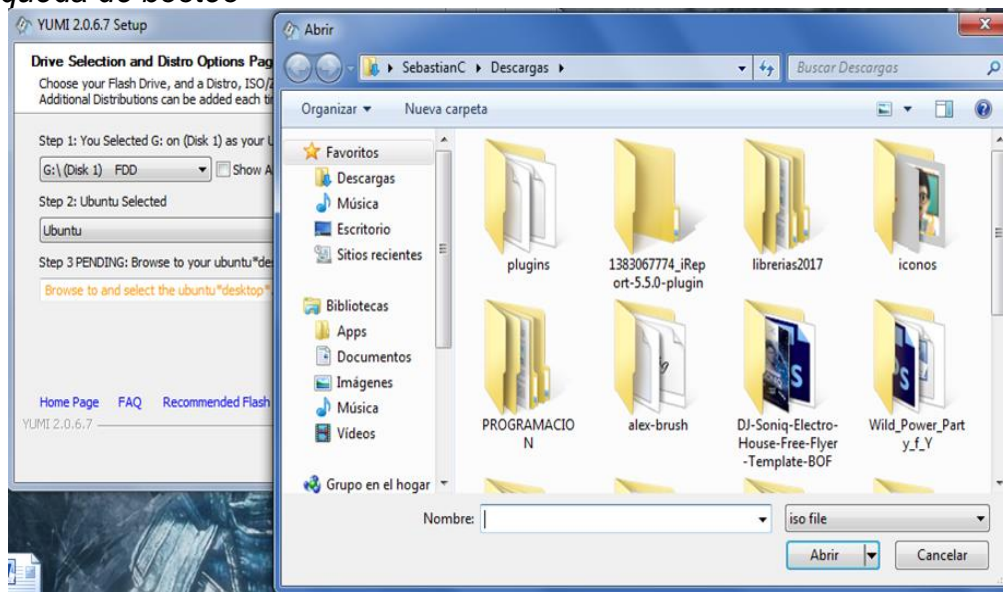 de bootеo
YUMI 2.0.6.7 Setup
Drive Selection and Distro Options Pag
Choose your Flash Drive, and a Distro, ISO/Z
Additional Distributions can be added each ti
Step 1: You Selected G: on (Disk 1) as your U
G:\ (Disk 1) FDD
Show A
Step 2: Ubuntu Selected
Ubuntu
Step 3 PENDING: Browse to your ubuntu*de
Browse to and select the ubuntu*desktop*
Home Page FAQ Recommended Flash
YUMI 2.0.6.7
Abrir
SebastianC Descargas
Buscar Descargas
Organizar Nueva carpeta
Favoritos
Descargas
Música
Escritorio
Sitios recientes
Bibliotecas
Apps
Documentos
Imágenes
Música
Vídeos
Grupo en el hogar
plugins
1383067774_iRep
ort-5.5.0-plugin
librerias2017
iconos
PROGRAMACIO
N
alex-brush
DJ-Soniq-Electro-
House-Free-Flyer
-Template-BOF
Wild_Power_Part
y_f_Y
Nombre:
iso file
Abrir
Cancelar